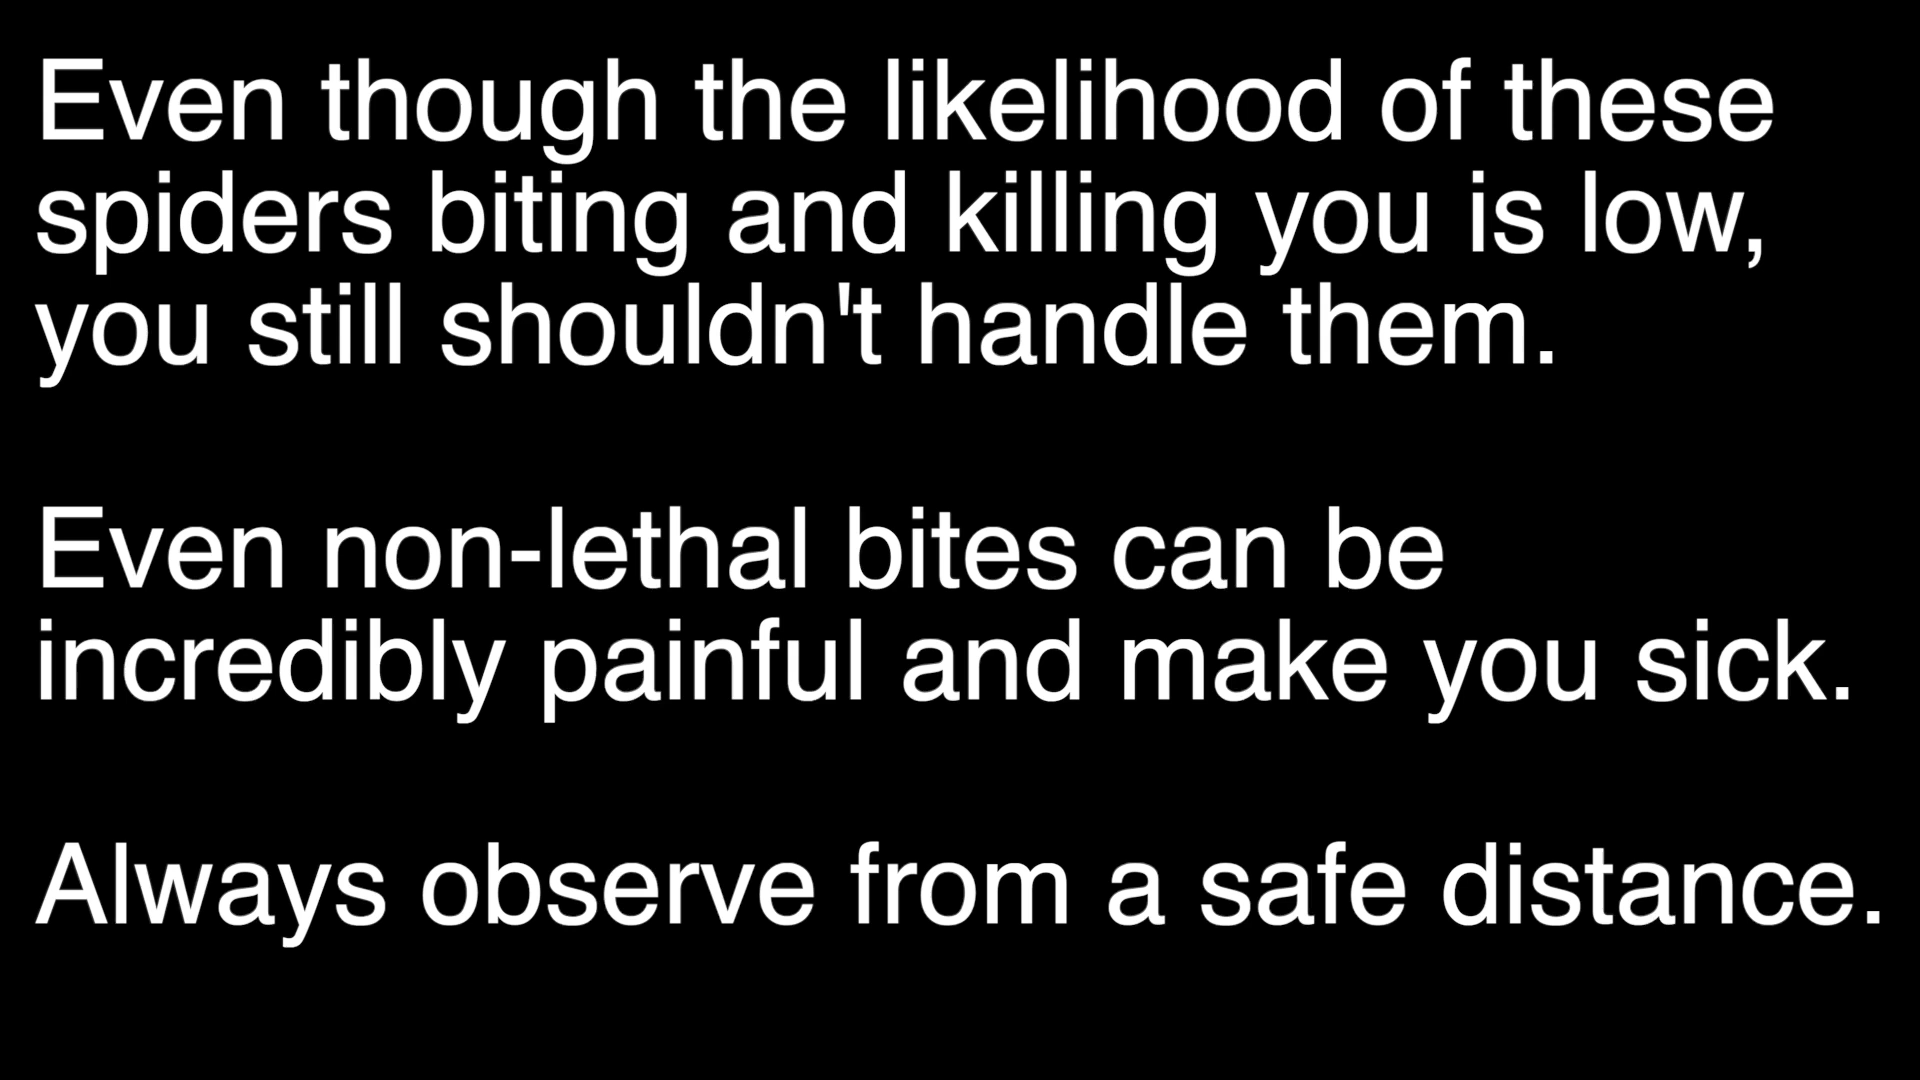 Even though the likelihood of these
spiders biting and killing you is low,
you still shouldn't handle them.
Even non-lethal bites can be
incredibly painful and make you sick.
Always observe from a safe distance.